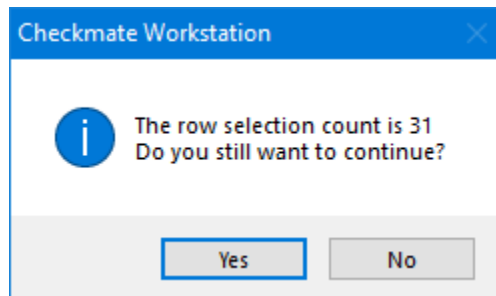 Checkmate Workstation
The row selection count is 31
Do you still want to continue?
Yes
No